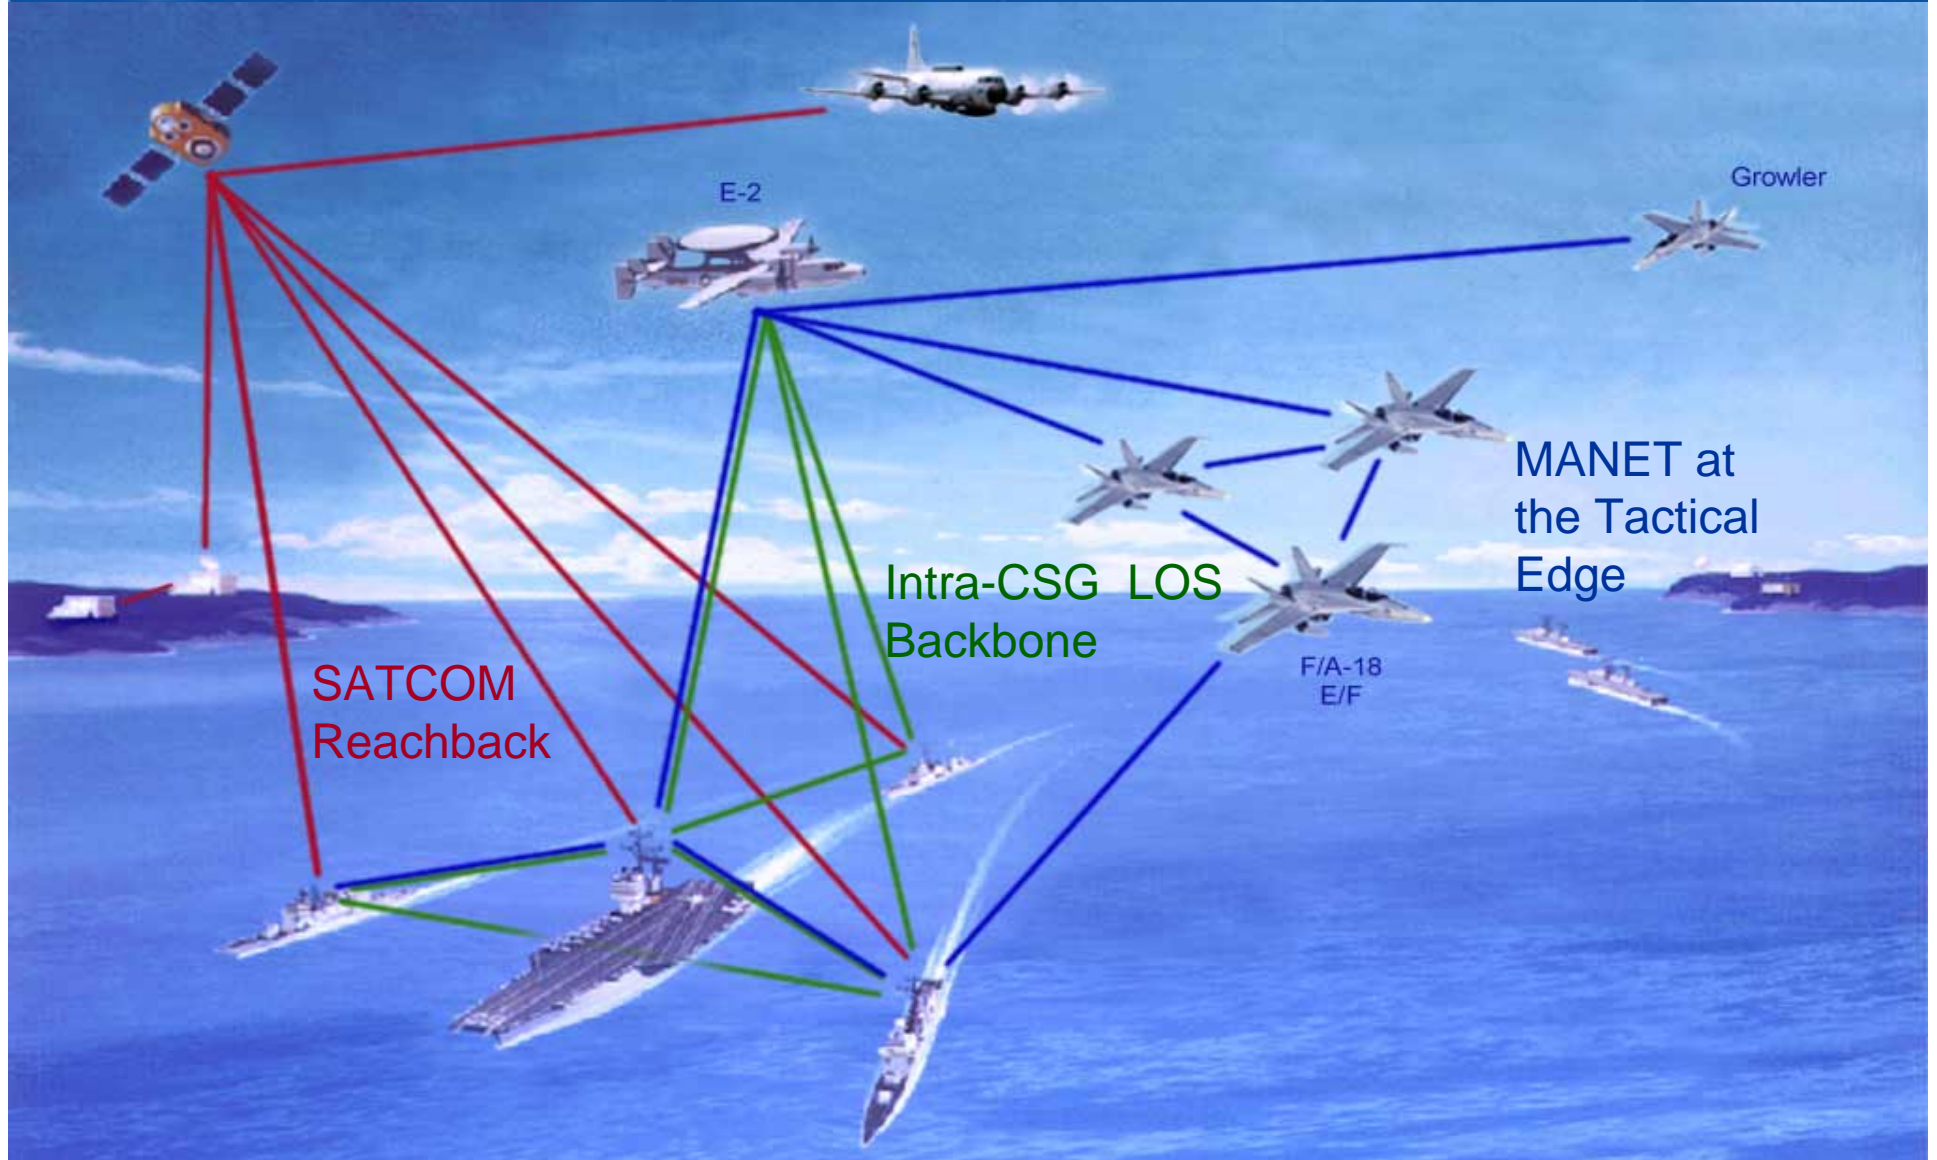 E-2
Growler
MANET at
the Tactical
Edge
Intra-CSG LOS
Backbone
SATCOM
Reachback
F/A-18
E/F